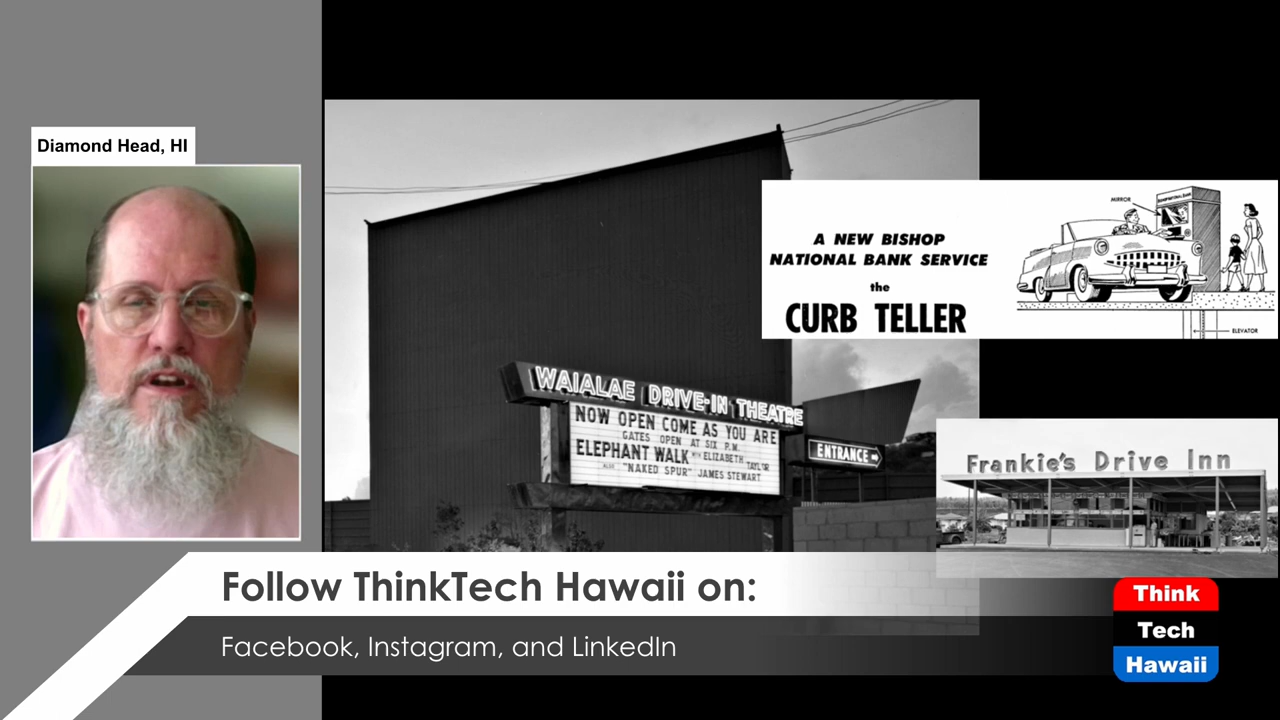 Diamond Head, HI
WAIALAE DRIVE-IN THEATRE
NOW OPEN COME AS YOU ARE
GATES OPEN AT SIX P.M.
ELEPHANT WALK WITH ELIZABETH TAYLOR
ALSO "NAKED SPUR" JAMES STEWART
ENTRANCE
A NEW BISHOP
NATIONAL BANK SERVICE
the
CURB TELLER
MIRROR
ELEVATOR
Frankie's Drive Inn
Follow ThinkTech Hawaii on:
Facebook, Instagram, and LinkedIn
Think
Tech
Hawaii